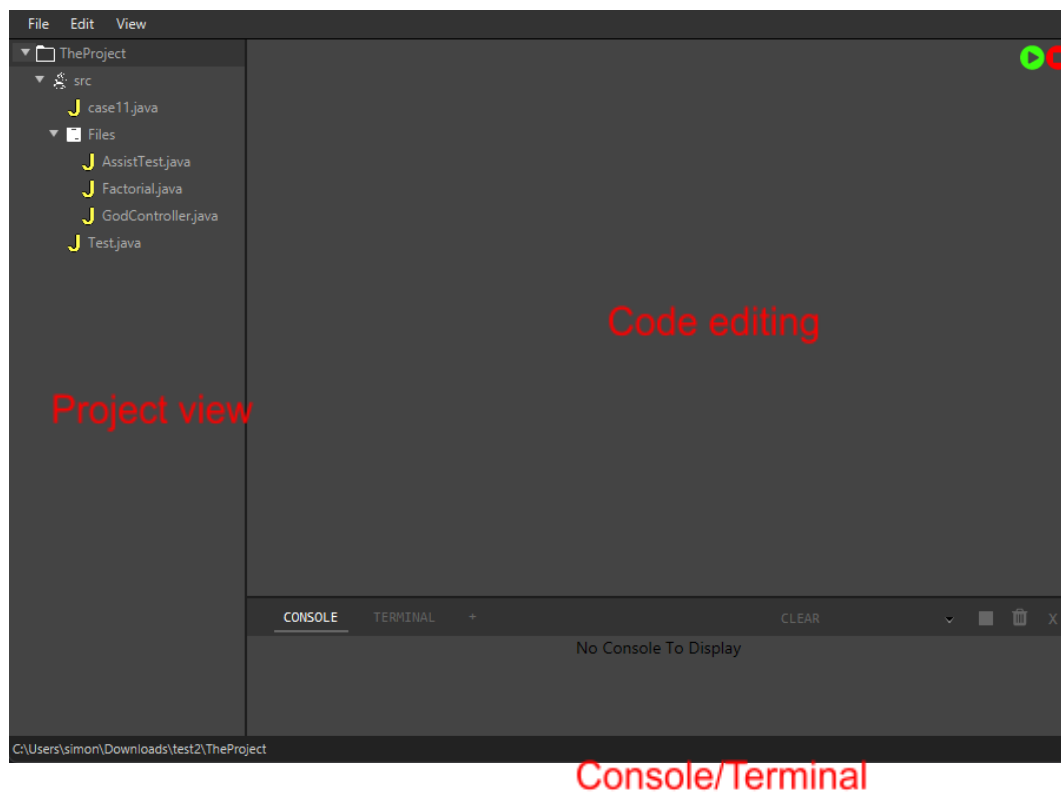 File Edit View
TheProject
src
case11.java
Files
AssistTest.java
Factorial.java
GodController.java
Test.java
Code editing
Project view
CONSOLE TERMINAL + CLEAR X
No Console To Display
C:\Users\simon\Downloads\test2\TheProject
Console/Terminal